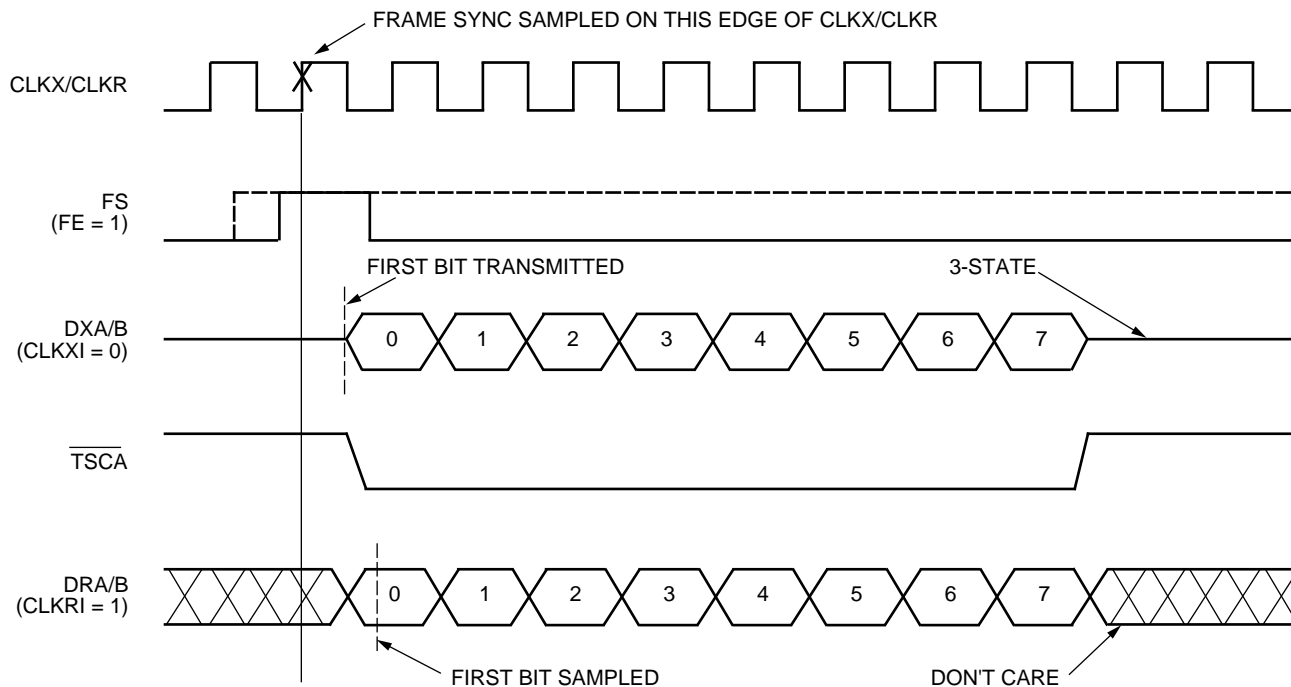 FRAME SYNC SAMPLED ON THIS EDGE OF CLKX/CLKR
CLKX/CLKR
FS
(FE = 1)
FIRST BIT TRANSMITTED
3-STATE
DXA/B
(CLKXI = 0)
0 1 2 3 4 5 6 7
TSCA
DRA/B
(CLKRI = 1)
0 1 2 3 4 5 6 7
FIRST BIT SAMPLED
DON'T CARE